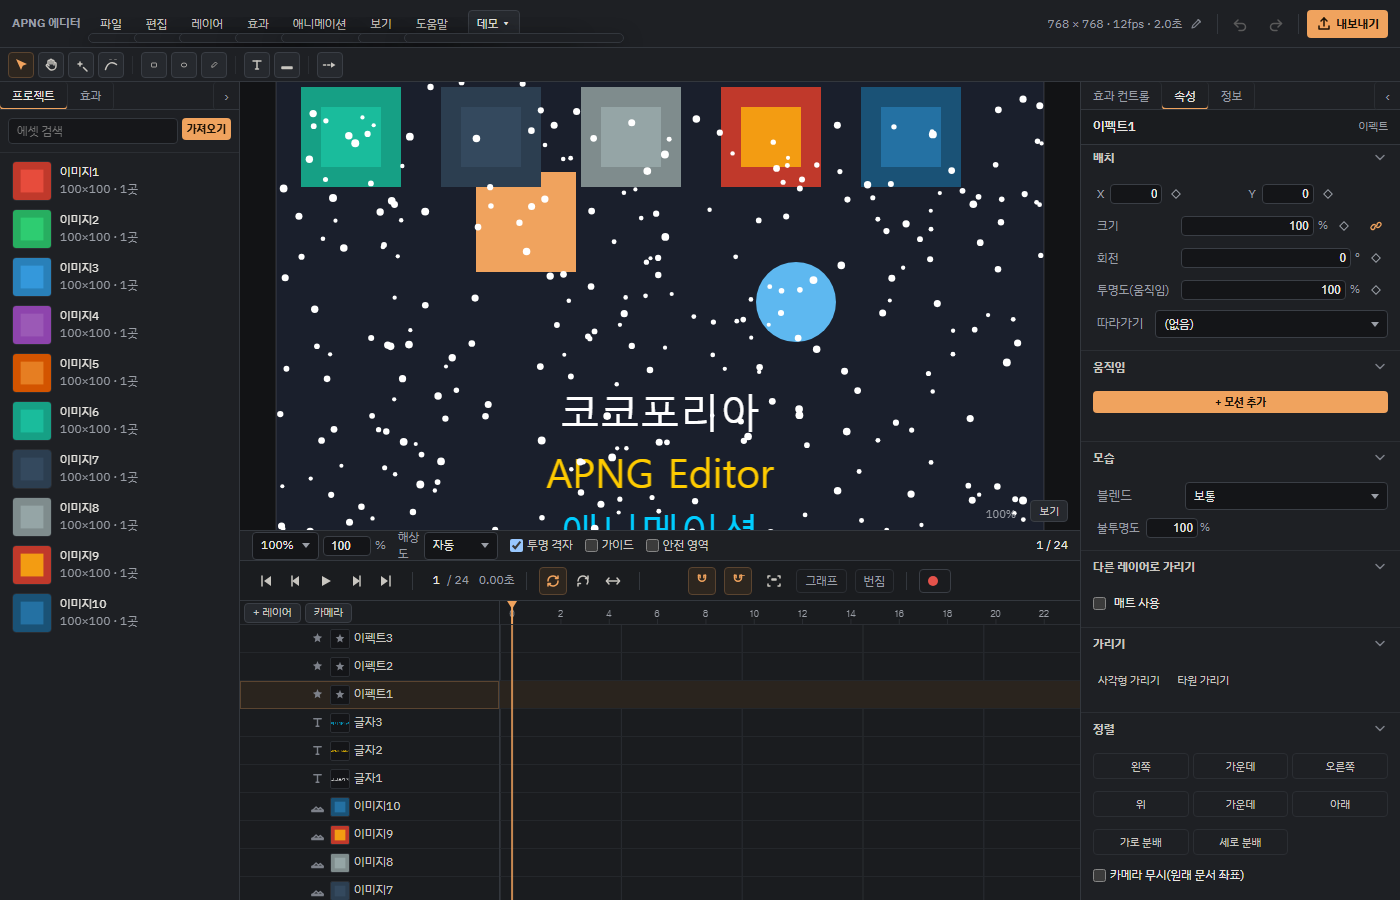 APNG 에디터 파일 편집 레이어 효과 애니메이션 보기 도움말 데모 768 × 768 · 12fps · 2.0초 내보내기
T
프로젝트 효과
에셋 검색 가져오기
이미지1
100×100 · 1곳
이미지2
100×100 · 1곳
이미지3
100×100 · 1곳
이미지4
100×100 · 1곳
이미지5
100×100 · 1곳
이미지6
100×100 · 1곳
이미지7
100×100 · 1곳
이미지8
100×100 · 1곳
이미지9
100×100 · 1곳
이미지10
100×100 · 1곳
코코포리아
APNG Editor
애니메이션
100% 보기
100% 100 % 해상도 자동 투명 격자 가이드 안전 영역 1 / 24
1 / 24 0.00초 그래프 번짐
+ 레이어 카메라 0 2 4 6 8 10 12 14 16 18 20 22
이펙트3
이펙트2
이펙트1
T 글자3
T 글자2
T 글자1
이미지10
이미지9
이미지8
이미지7
효과 컨트롤 속성 정보
이펙트1 이펙트
배치
X 0 Y 0
크기 100 %
회전 0 °
투명도(움직임) 100 %
따라가기 (없음)
움직임
+ 모션 추가
모습
블렌드 보통
불투명도 100 %
다른 레이어로 가리기
매트 사용
가리기
사각형 가리기 타원 가리기
정렬
왼쪽 가운데 오른쪽
위 가운데 아래
가로 분배 세로 분배
카메라 무시(원래 문서 좌표)